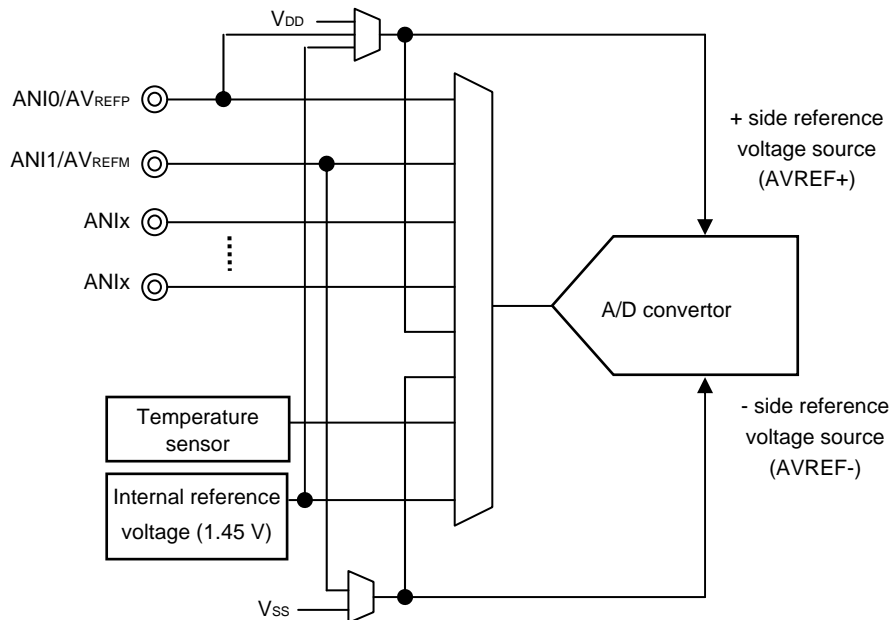 VDD
ANI0/AVREFP
ANI1/AVREFM
ANIx
ANIx
+ side reference
voltage source
(AVREF+)
A/D convertor
Temperature
sensor
- side reference
voltage source
(AVREF-)
Internal reference
voltage (1.45 V)
VSS